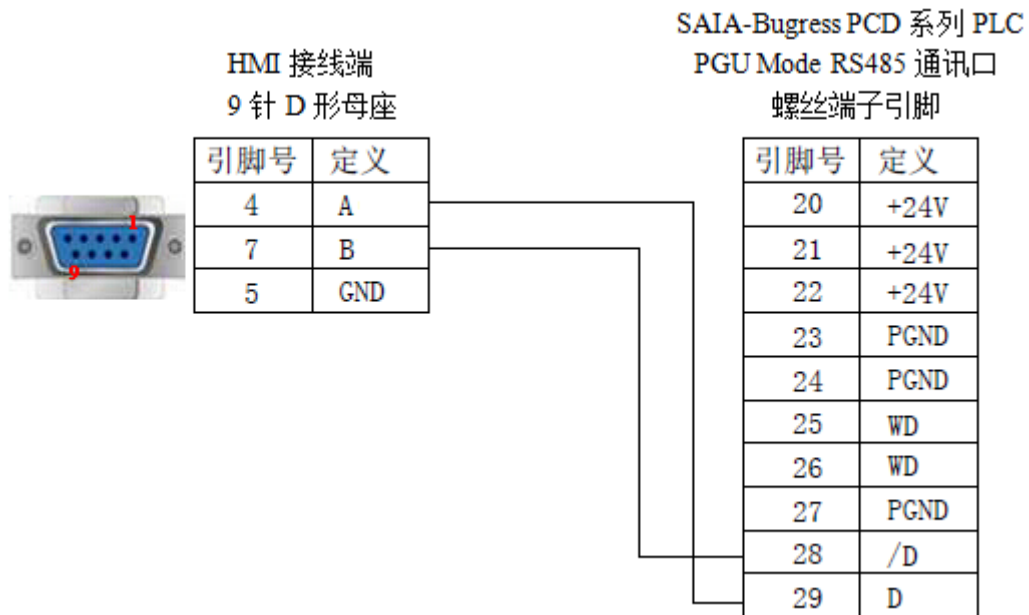 SAIA-Bugress PCD 系列 PLC
PGU Mode RS485 通讯口
螺丝端子引脚
HMI 接线端
9 针 D 形母座
引脚号 定义
4 A
7 B
5 GND
1
9
引脚号 定义
20 +24V
21 +24V
22 +24V
23 PGND
24 PGND
25 WD
26 WD
27 PGND
28 /D
29 D